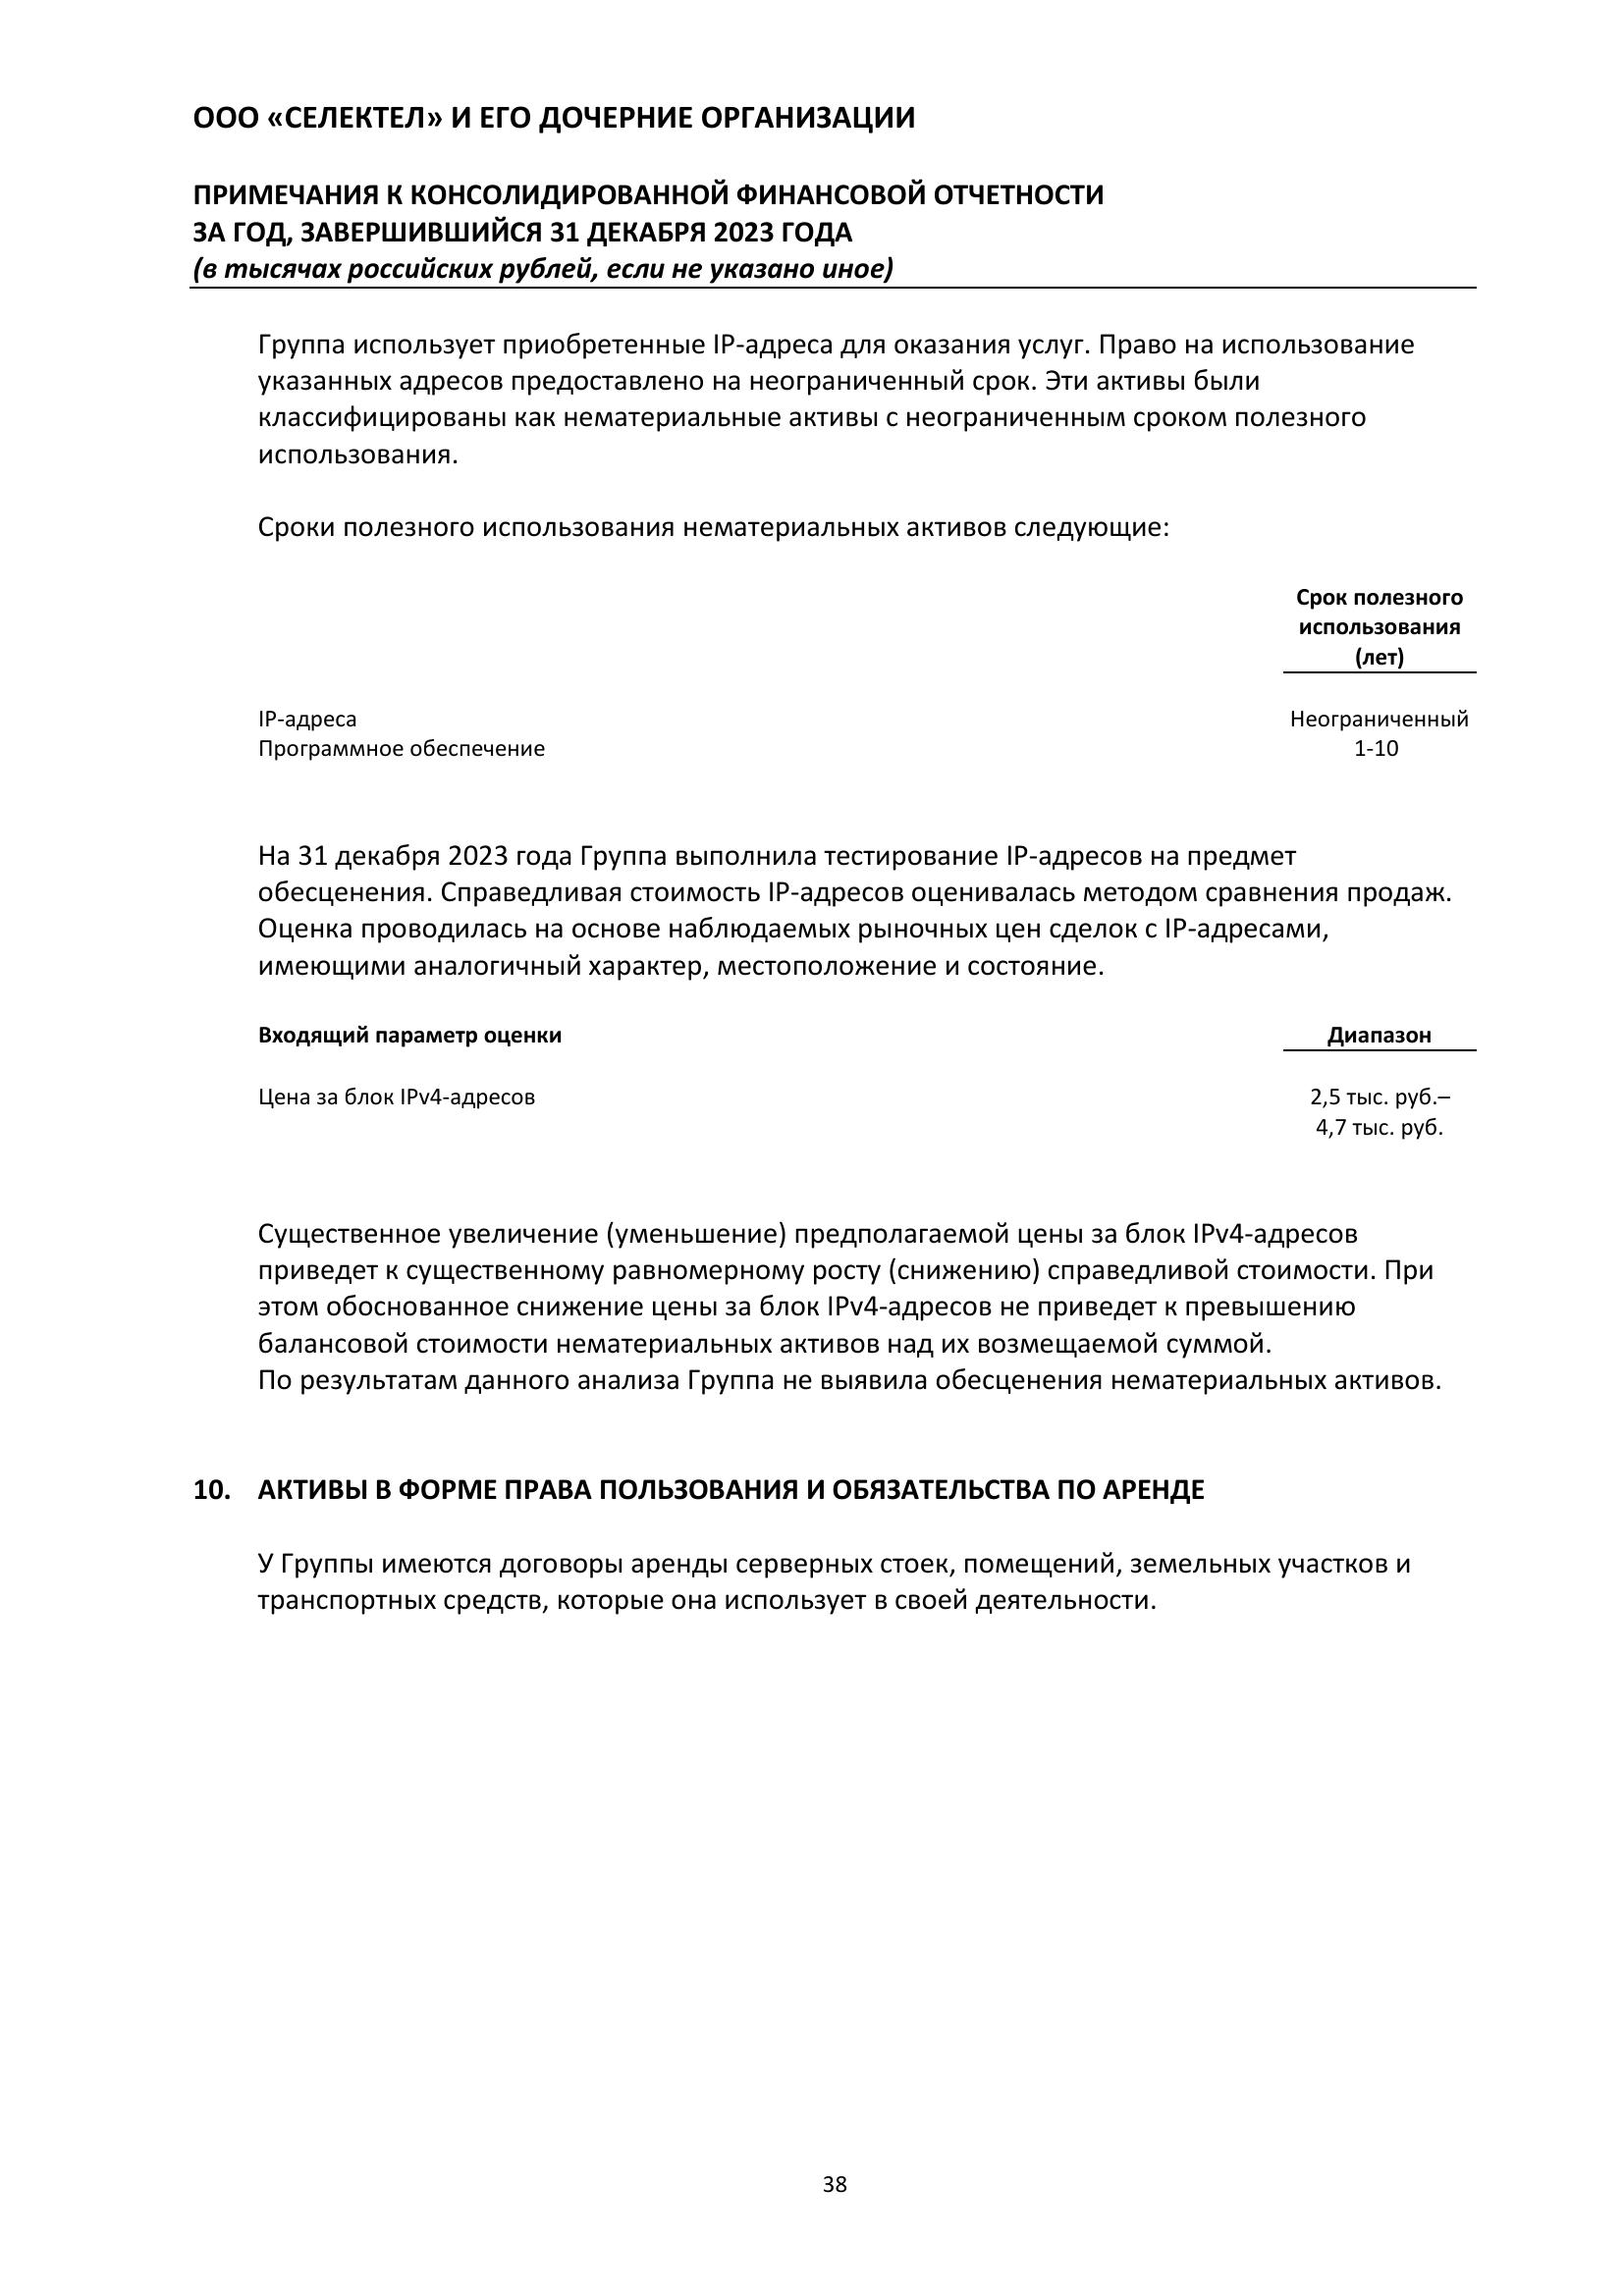 ООО «СЕЛЕКТЕЛ» И ЕГО ДОЧЕРНИЕ ОРГАНИЗАЦИИ
ПРИМЕЧАНИЯ К КОНСОЛИДИРОВАННОЙ ФИНАНСОВОЙ ОТЧЕТНОСТИ
ЗА ГОД, ЗАВЕРШИВШИЙСЯ 31 ДЕКАБРЯ 2023 ГОДА
(в тысячах российских рублей, если не указано иное)
Группа использует приобретенные IP-адреса для оказания услуг. Право на использование
указанных адресов предоставлено на неограниченный срок. Эти активы были
классифицированы как нематериальные активы с неограниченным сроком полезного
использования.
Сроки полезного использования нематериальных активов следующие:
Срок полезного
использования
(лет)
IP-адреса Неограниченный
Программное обеспечение 1-10
На 31 декабря 2023 года Группа выполнила тестирование IP-адресов на предмет
обесценения. Справедливая стоимость IP-адресов оценивалась методом сравнения продаж.
Оценка проводилась на основе наблюдаемых рыночных цен сделок с IP-адресами,
имеющими аналогичный характер, местоположение и состояние.
Входящий параметр оценки Диапазон
Цена за блок IPv4-адресов 2,5 тыс. руб.–
4,7 тыс. руб.
Существенное увеличение (уменьшение) предполагаемой цены за блок IPv4-адресов
приведет к существенному равномерному росту (снижению) справедливой стоимости. При
этом обоснованное снижение цены за блок IPv4-адресов не приведет к превышению
балансовой стоимости нематериальных активов над их возмещаемой суммой.
По результатам данного анализа Группа не выявила обесценения нематериальных активов.
10. АКТИВЫ В ФОРМЕ ПРАВА ПОЛЬЗОВАНИЯ И ОБЯЗАТЕЛЬСТВА ПО АРЕНДЕ
У Группы имеются договоры аренды серверных стоек, помещений, земельных участков и
транспортных средств, которые она использует в своей деятельности.
38